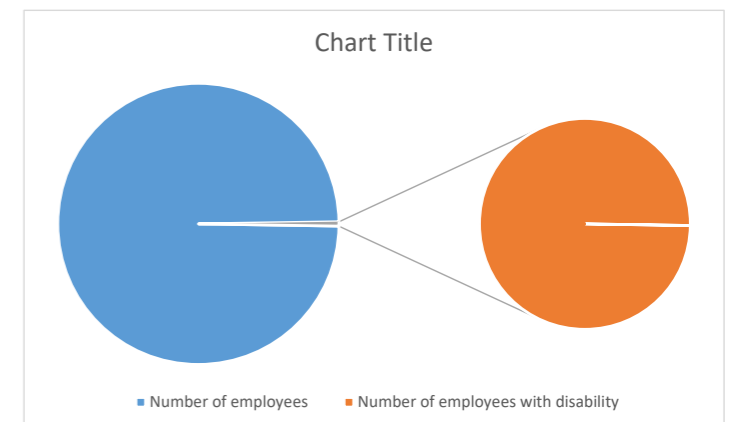 Chart Title
Number of employees
Number of employees with disability